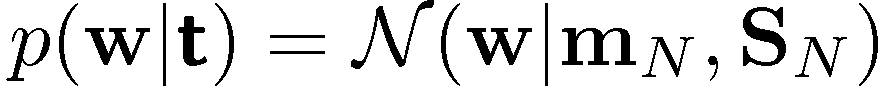 p(𝐰|𝐭) = 𝒩(𝐰|𝐦_N, 𝐒_N)